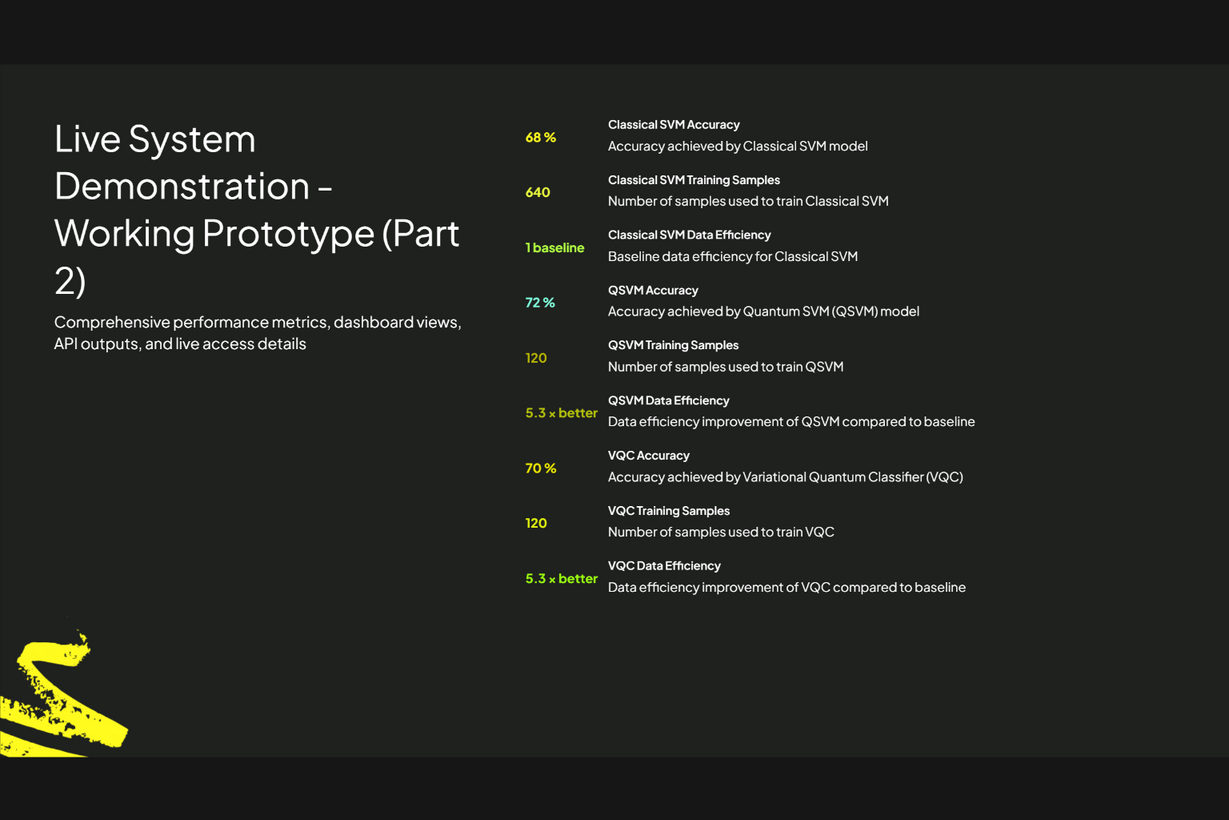 Live System
Demonstration -
Working Prototype (Part
2)
Comprehensive performance metrics, dashboard views,
API outputs, and live access details
68 %
Classical SVM Accuracy
Accuracy achieved by Classical SVM model
640
Classical SVM Training Samples
Number of samples used to train Classical SVM
1 baseline
Classical SVM Data Efficiency
Baseline data efficiency for Classical SVM
72 %
QSVM Accuracy
Accuracy achieved by Quantum SVM (QSVM) model
120
QSVM Training Samples
Number of samples used to train QSVM
5.3 × better
QSVM Data Efficiency
Data efficiency improvement of QSVM compared to baseline
70 %
VQC Accuracy
Accuracy achieved by Variational Quantum Classifier (VQC)
120
VQC Training Samples
Number of samples used to train VQC
5.3 × better
VQC Data Efficiency
Data efficiency improvement of VQC compared to baseline